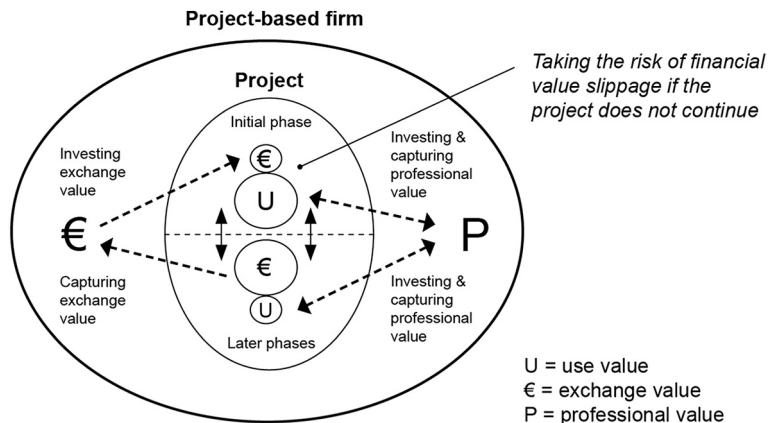 Project-based firm
Taking the risk of financial
value slippage if the
project does not continue
Project
Initial phase
Investing
exchange
value
€
U
Investing &
capturing
professional
value
€
P
€
U
Capturing
exchange
value
Investing &
capturing
professional
value
Later phases
U = use value
€ = exchange value
P = professional value